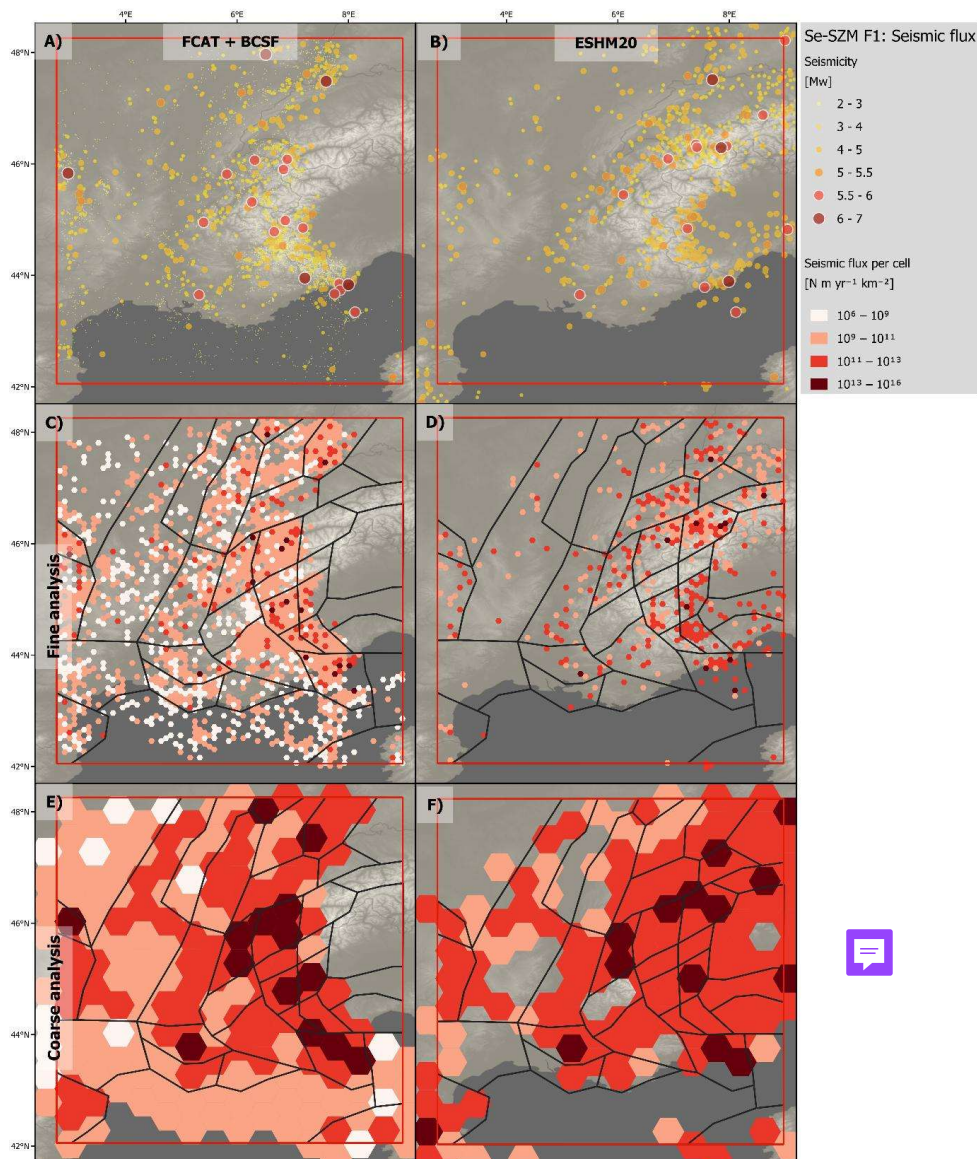 6°E
8°E
6°E
8°E
48°N
A)
FCAT + BCSF
B)
ESHM20
46°N
44°N
42°N
Se-SZM F1: Seismic flux
Seismicity
[Mw]
2 - 3
3 - 4
4 - 5
5 - 5.5
5.5 - 6
6 - 7
Seismic flux per cell
[N m yr⁻¹ km⁻²]
10⁶ – 10⁹
10⁹ – 10¹¹
10¹¹ – 10¹³
10¹³ – 10¹⁶
48°N
C)
D)
46°N
Fine analysis
44°N
42°N
48°N
E)
F)
46°N
Coarse analysis
44°N
42°N